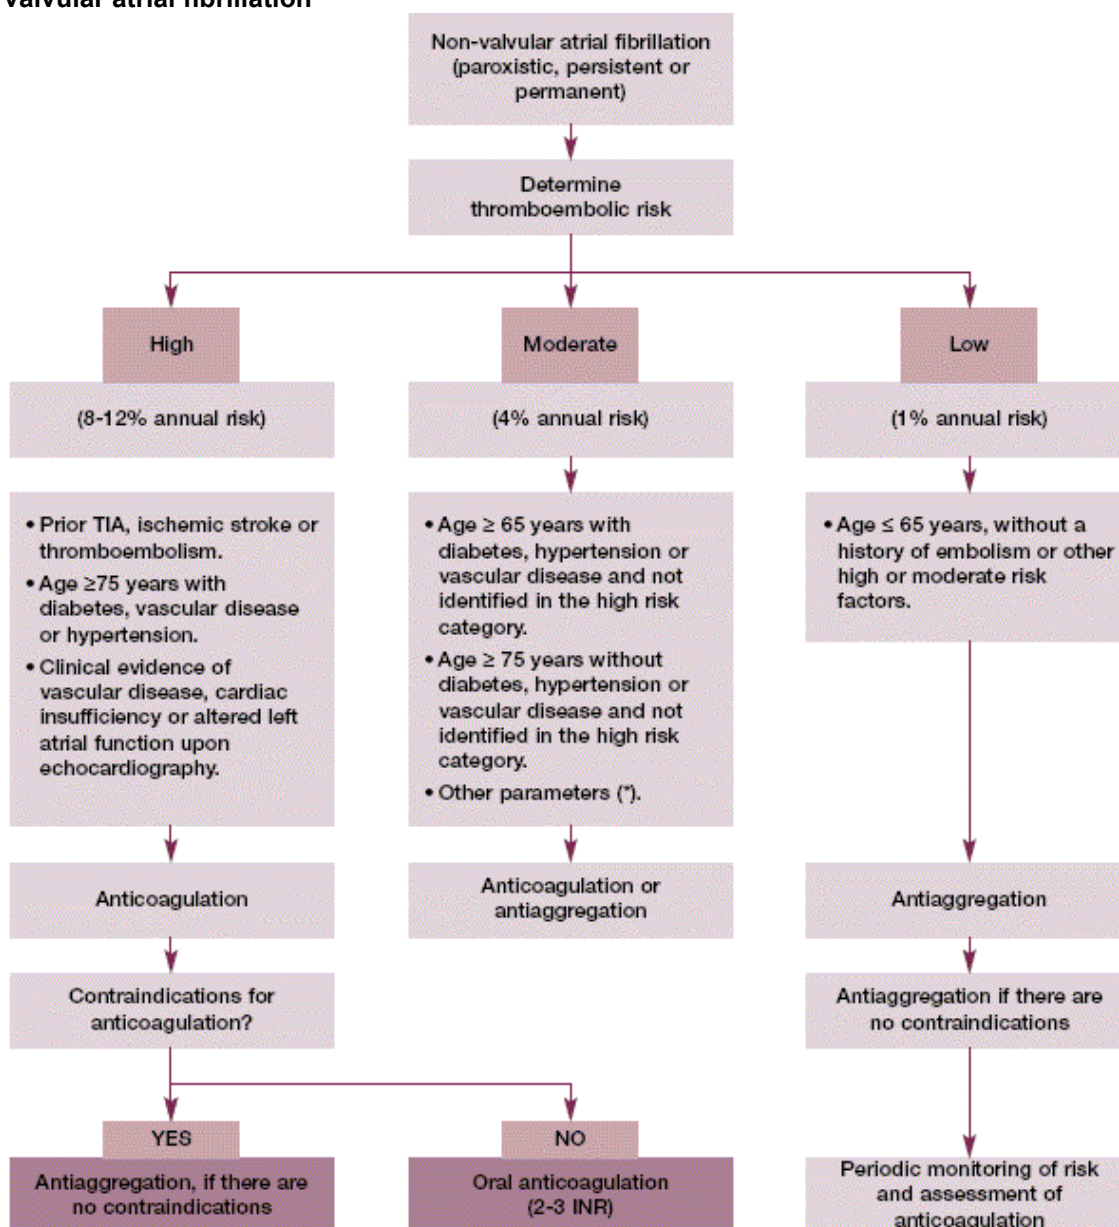 valvular atrial fibrillation
Non-valvular atrial fibrillation
(paroxistic, persistent or
permanent)
Determine
thromboembolic risk
High
Moderate
Low
(8-12% annual risk)
(4% annual risk)
(1% annual risk)
• Prior TIA, ischemic stroke or
thromboembolism.
• Age ≥75 years with
diabetes, vascular disease
or hypertension.
• Clinical evidence of
vascular disease, cardiac
insufficiency or altered left
atrial function upon
echocardiography.
• Age ≥ 65 years with
diabetes, hypertension or
vascular disease and not
identified in the high risk
category.
• Age ≥ 75 years without
diabetes, hypertension or
vascular disease and not
identified in the high risk
category.
• Other parameters (*).
• Age ≤ 65 years, without a
history of embolism or other
high or moderate risk
factors.
Anticoagulation
Anticoagulation or
antiaggregation
Antiaggregation
Contraindications for
anticoagulation?
Antiaggregation if there are
no contraindications
YES
NO
Antiaggregation, if there are
no contraindications
Oral anticoagulation
(2-3 INR)
Periodic monitoring of risk
and assessment of
anticoagulation